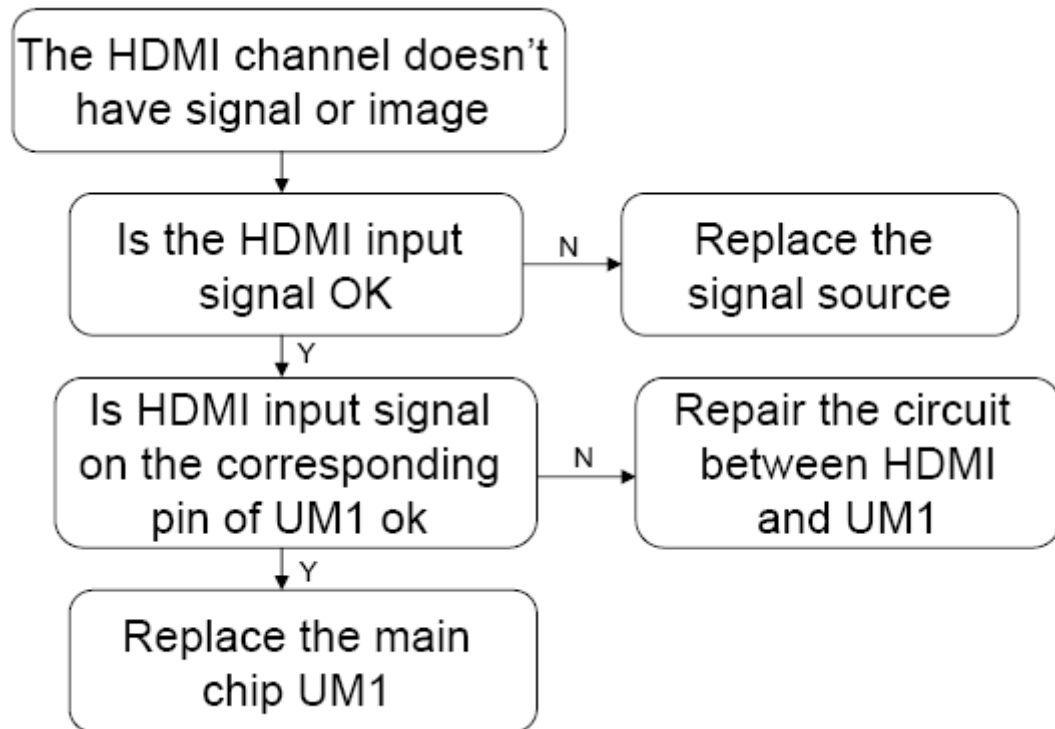 The HDMI channel doesn't
have signal or image
Is the HDMI input
signal OK
N
Replace the
signal source
Y
Is HDMI input signal
on the corresponding
pin of UM1 ok
N
Repair the circuit
between HDMI
and UM1
Y
Replace the main
chip UM1